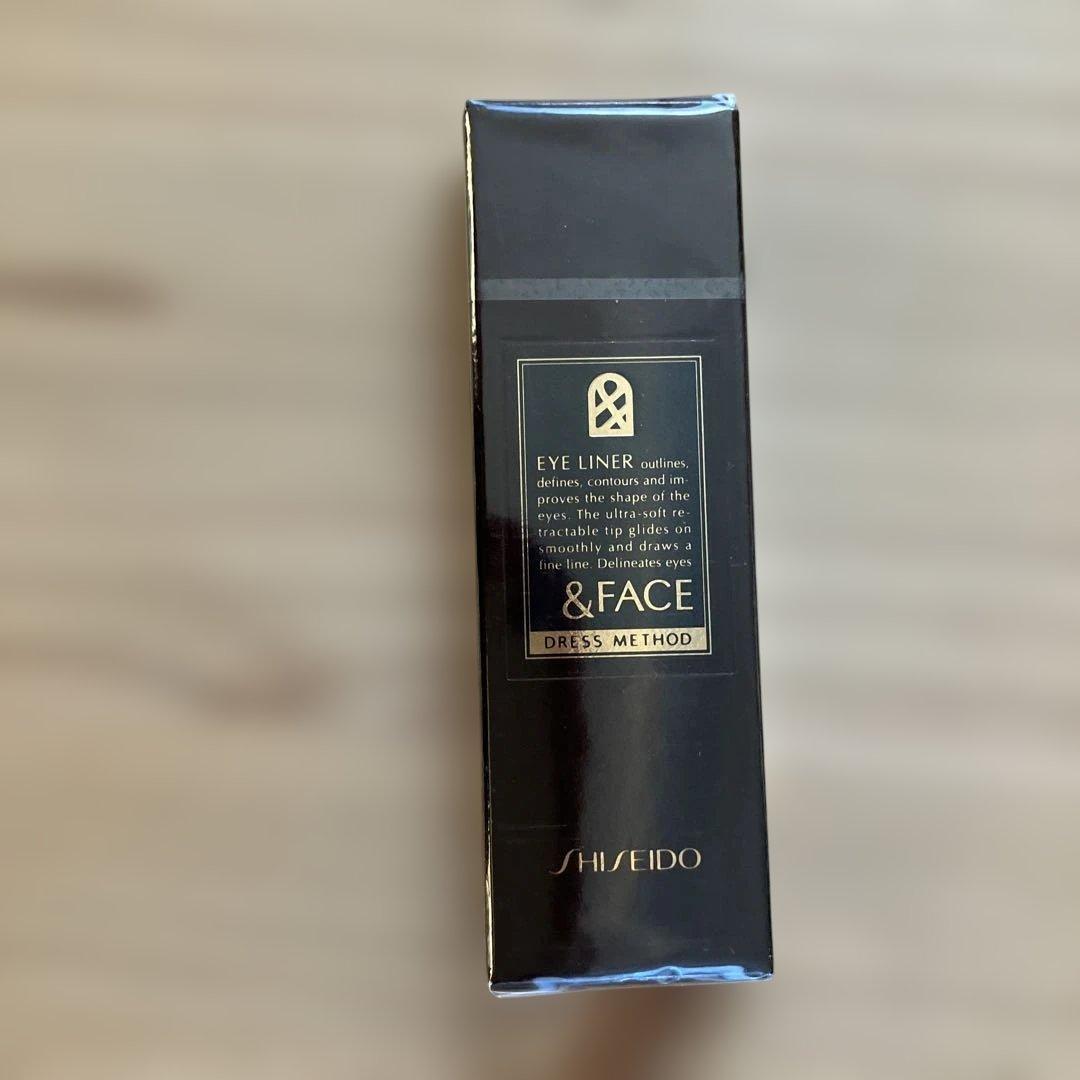 EYE LINER outlines,
defines, contours and im-
proves the shape of the
eyes. The ultra-soft re-
tractable tip glides on
smoothly and draws a
fine line. Delineates eyes
&FACE
DRESS METHOD
SHISEIDO